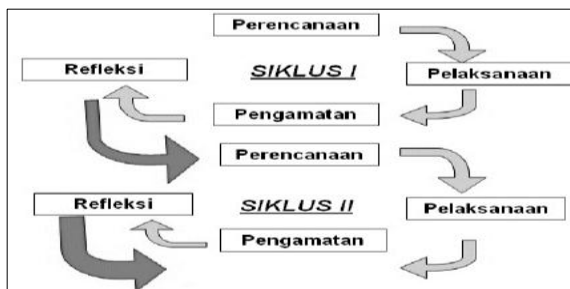 Perencanaan
Refleksi
SIKLUS I
Pelaksanaan
Pengamatan
Perencanaan
Refleksi
SIKLUS II
Pelaksanaan
Pengamatan